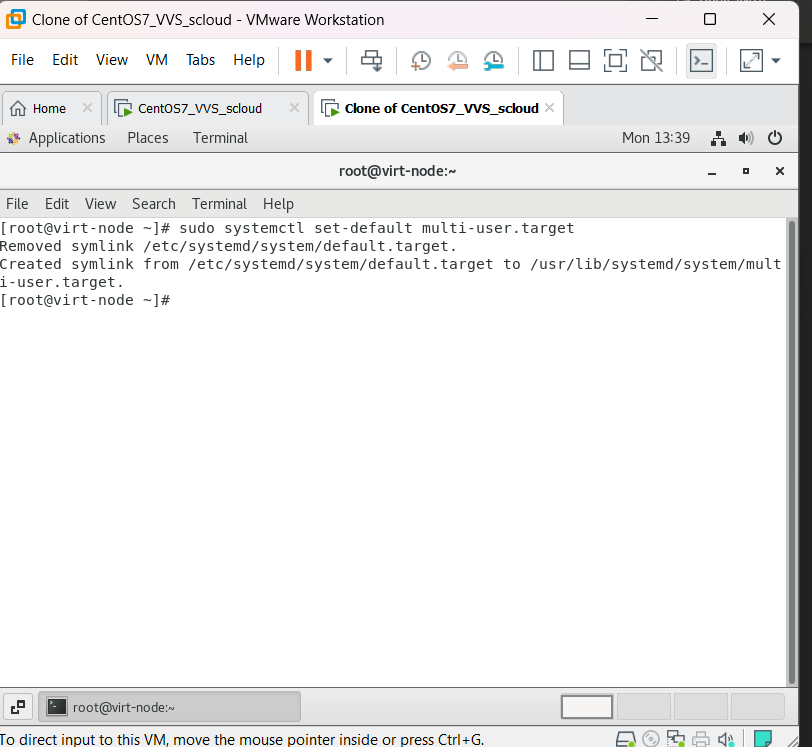 Clone of CentOS7_VVS_scloud - VMware Workstation
File Edit View VM Tabs Help
Home CentOS7_VVS_scloud Clone of CentOS7_VVS_scloud
Applications Places Terminal Mon 13:39
root@virt-node:~
File Edit View Search Terminal Help
[root@virt-node ~]# sudo systemctl set-default multi-user.target
Removed symlink /etc/systemd/system/default.target.
Created symlink from /etc/systemd/system/default.target to /usr/lib/systemd/system/mult
i-user.target.
[root@virt-node ~]#
root@virt-node:~
To direct input to this VM, move the mouse pointer inside or press Ctrl+G.